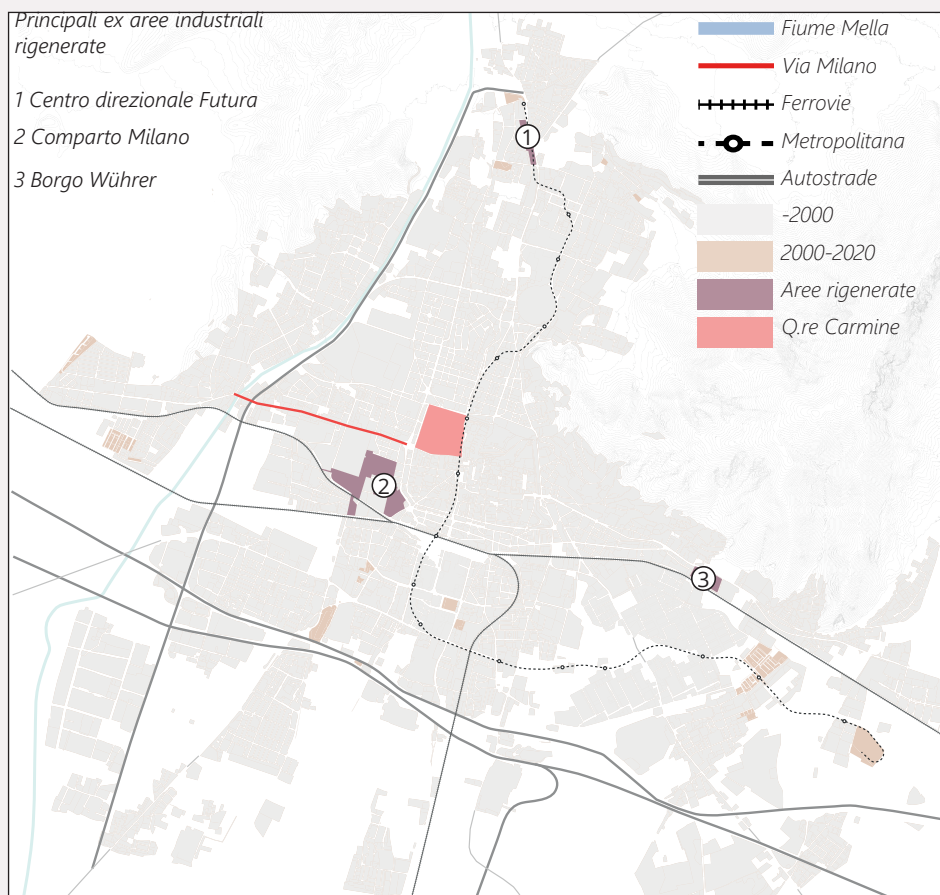 Principali ex aree industriali
rigenerate
1 Centro direzionale Futura
2 Comparto Milano
3 Borgo Wührer
Fiume Mella
Via Milano
Ferrovie
Metropolitana
Autostrade
-2000
2000-2020
Aree rigenerate
Q.re Carmine
1
2
3